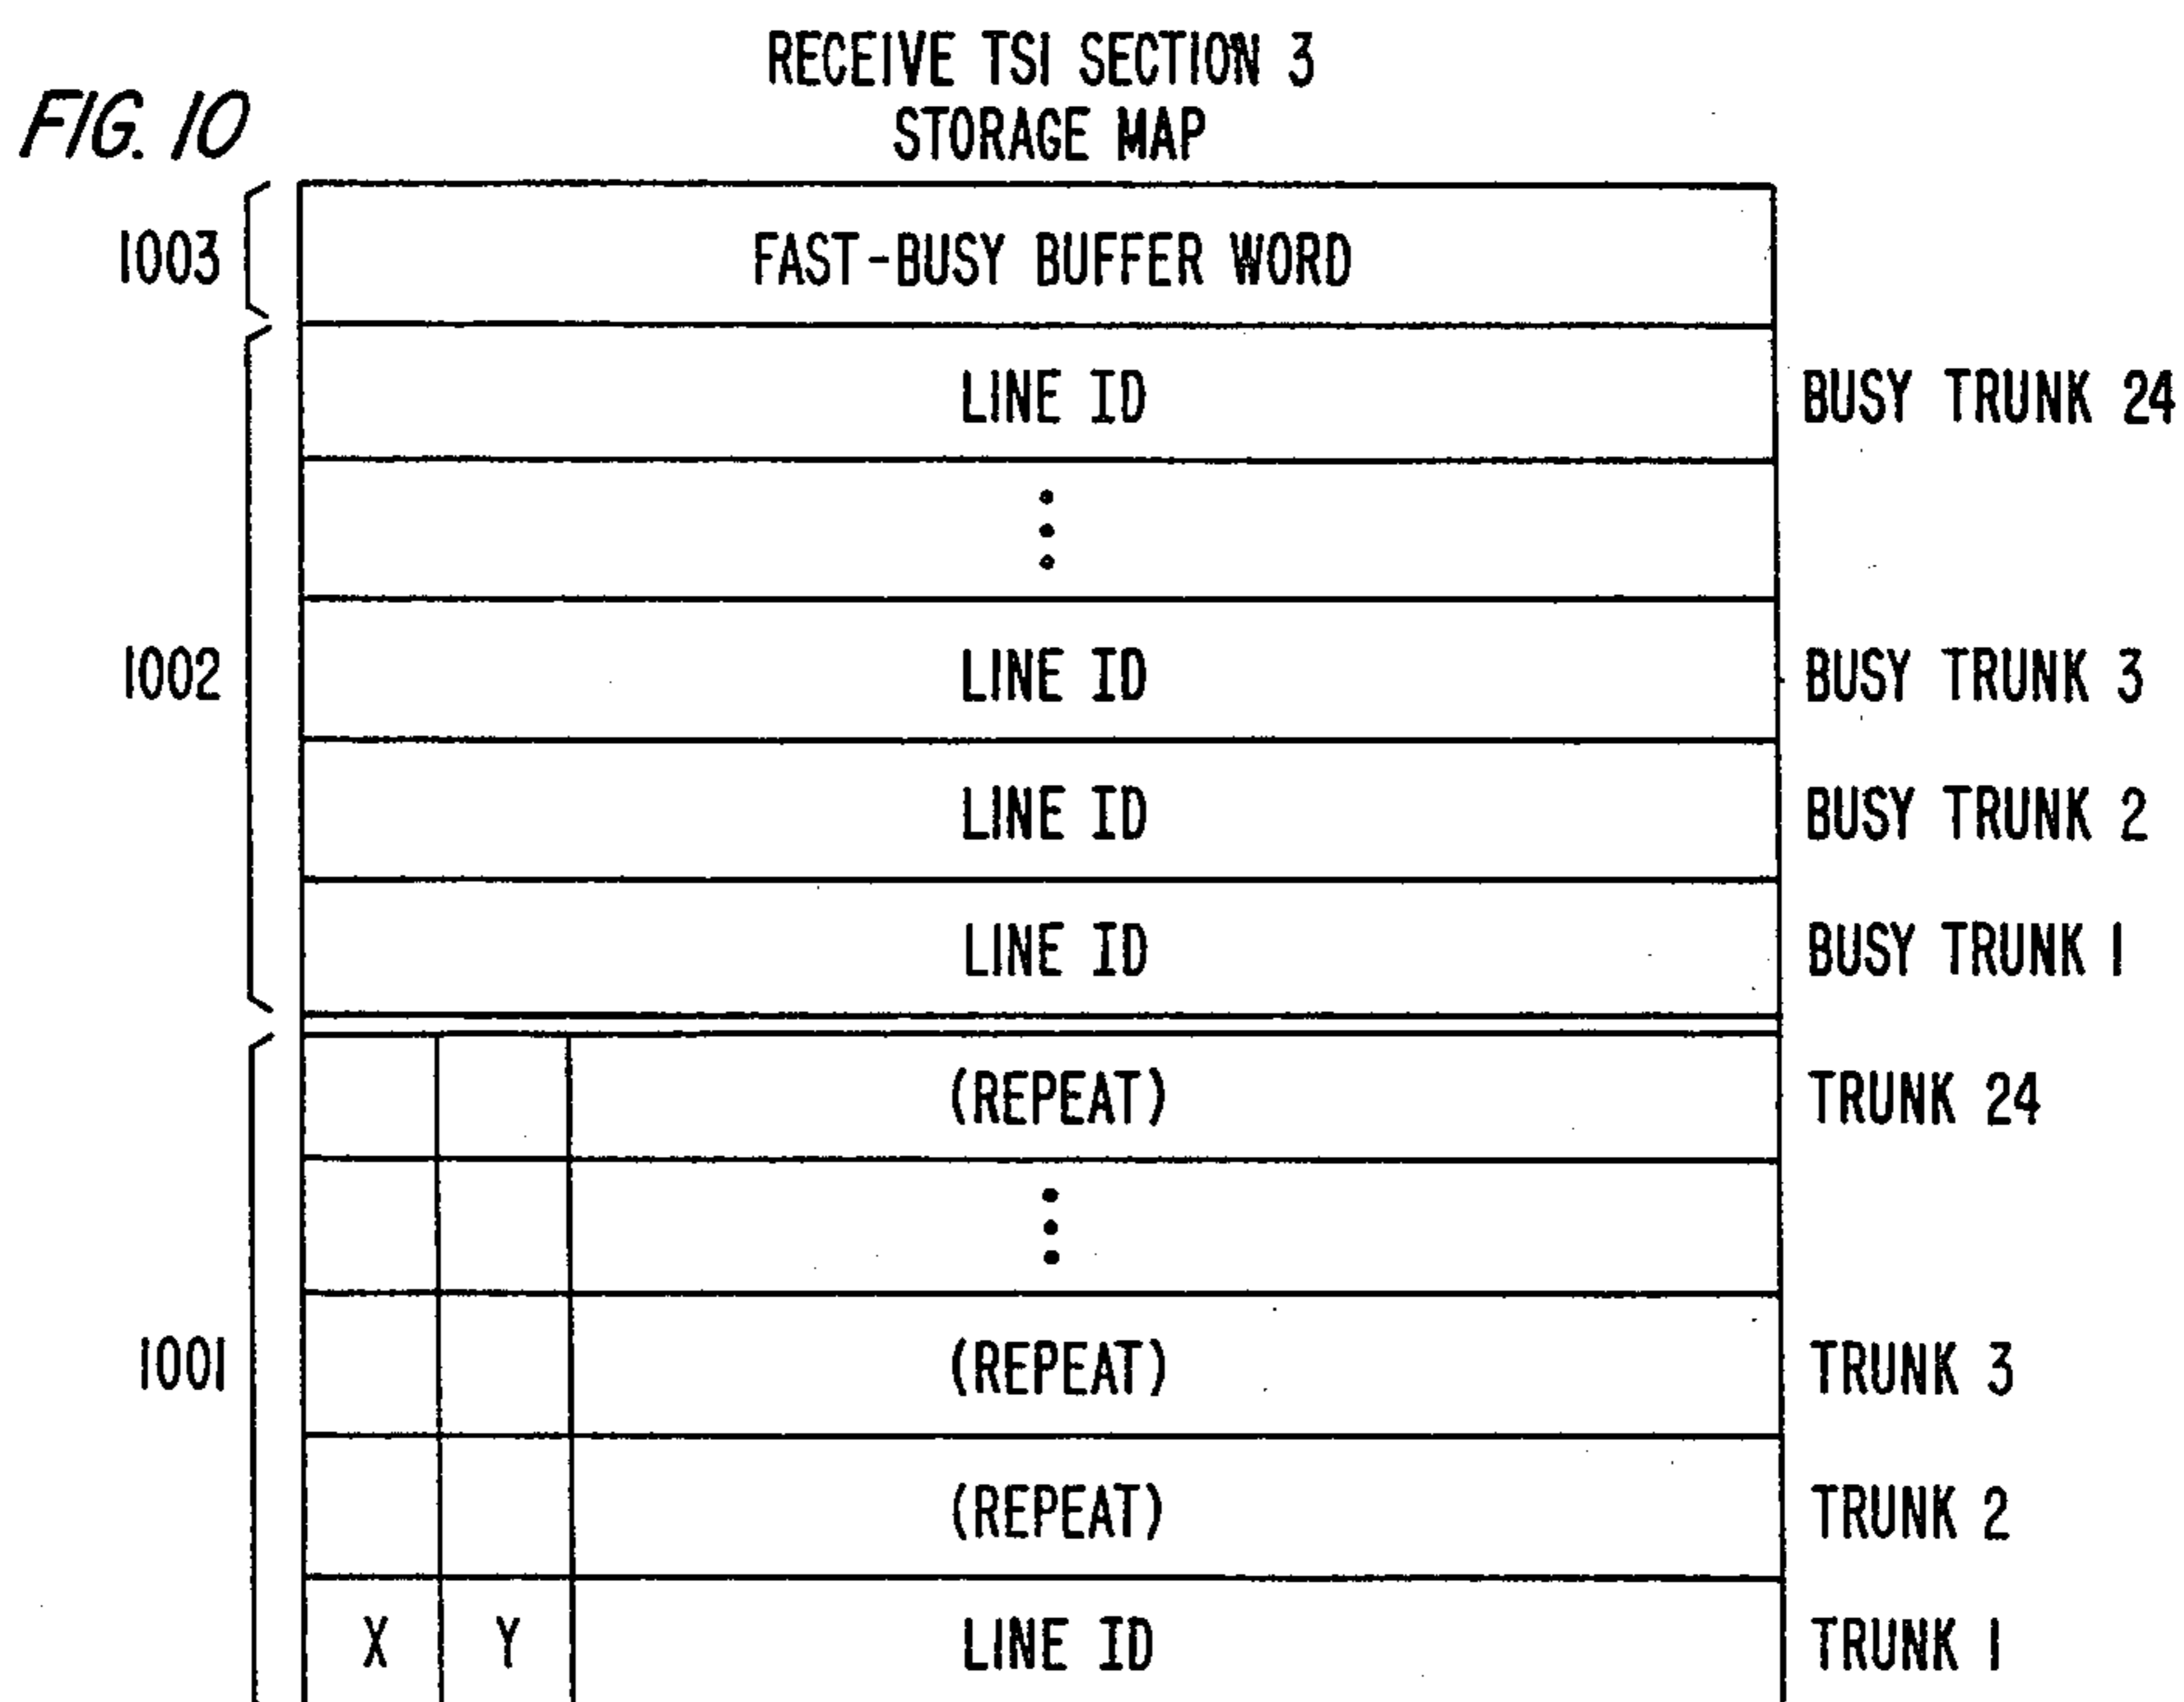 RECEIVE TSI SECTION 3
FIG. 10
STORAGE MAP
1003
FAST-BUSY BUFFER WORD
LINE ID BUSY TRUNK 24
1002
LINE ID BUSY TRUNK 3
LINE ID BUSY TRUNK 2
LINE ID BUSY TRUNK 1
(REPEAT) TRUNK 24
1001
(REPEAT) TRUNK 3
(REPEAT) TRUNK 2
X Y LINE ID TRUNK 1